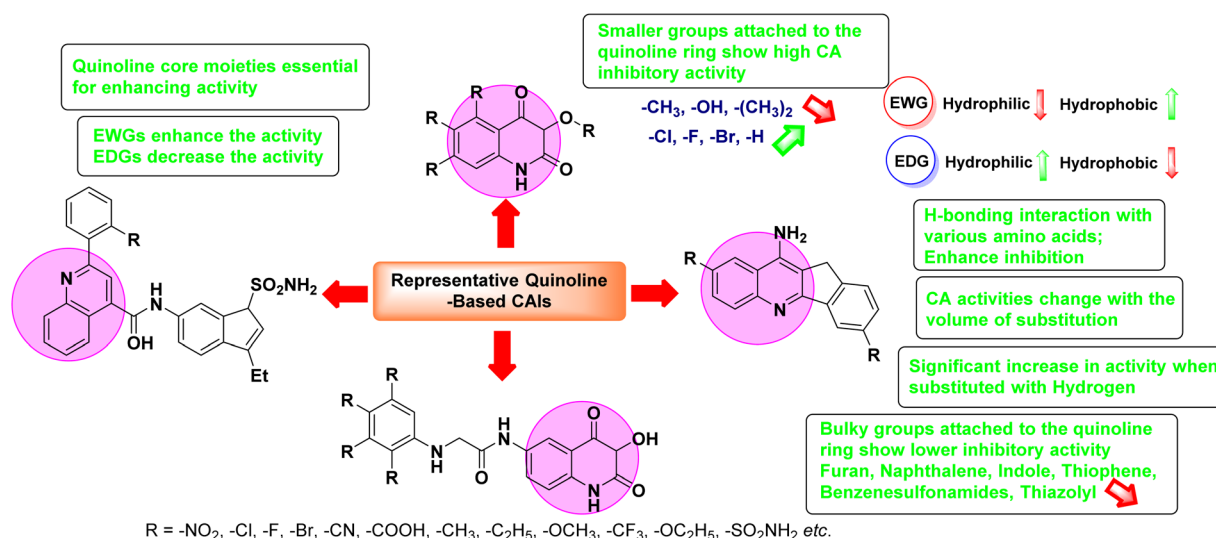 Quinoline core moieties essential
for enhancing activity
EWGs enhance the activity
EDGs decrease the activity
R
R
R
O
O
R
N
H
O
Smaller groups attached to the
quinoline ring show high CA
inhibitory activity
-CH₃, -OH, -(CH₃)₂
-Cl, -F, -Br, -H
EWG Hydrophilic Hydrophobic
EDG Hydrophilic Hydrophobic
R
N
H
N
OH
SO₂NH₂
Et
Representative Quinoline
-Based CAIs
NH₂
R
N
R
H-bonding interaction with
various amino acids;
Enhance inhibition
CA activities change with the
volume of substitution
Significant increase in activity when
substituted with Hydrogen
Bulky groups attached to the quinoline
ring show lower inhibitory activity
Furan, Naphthalene, Indole, Thiophene,
Benzenesulfonamides, Thiazolyl
R
R
R
R
N
H
O
H
N
O
OH
N
H
O
R = -NO₂, -Cl, -F, -Br, -CN, -COOH, -CH₃, -C₂H₅, -OCH₃, -CF₃, -OC₂H₅, -SO₂NH₂ etc.